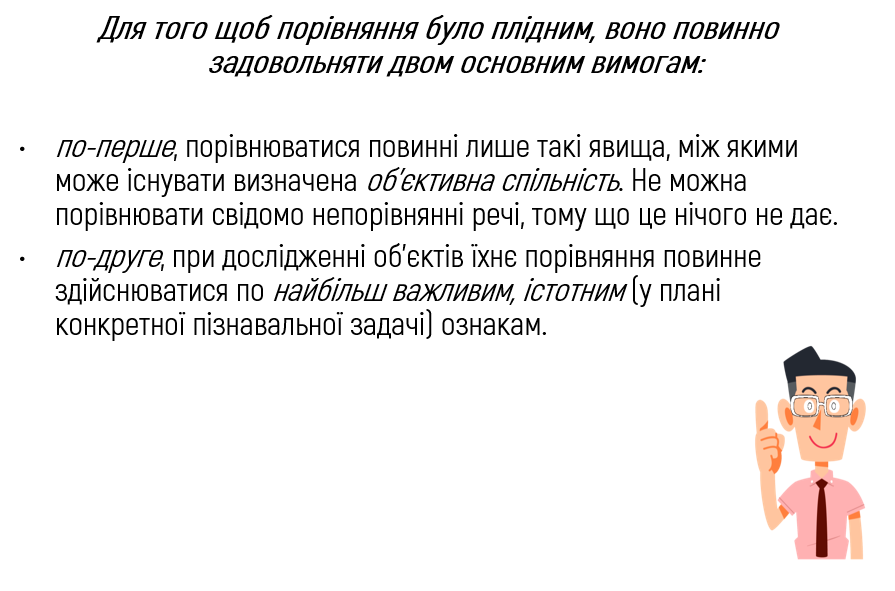 Для того щоб порівняння було плідним, воно повинно
задовольняти двом основним вимогам:
• по-перше, порівнюватися повинні лише такі явища, між якими
може існувати визначена об’єктивна спільність. Не можна
порівнювати свідомо непорівнянні речі, тому що це нічого не дає.
• по-друге, при дослідженні об’єктів їхнє порівняння повинне
здійснюватися по найбільш важливим, істотним (у плані
конкретної пізнавальної задачі) ознакам.